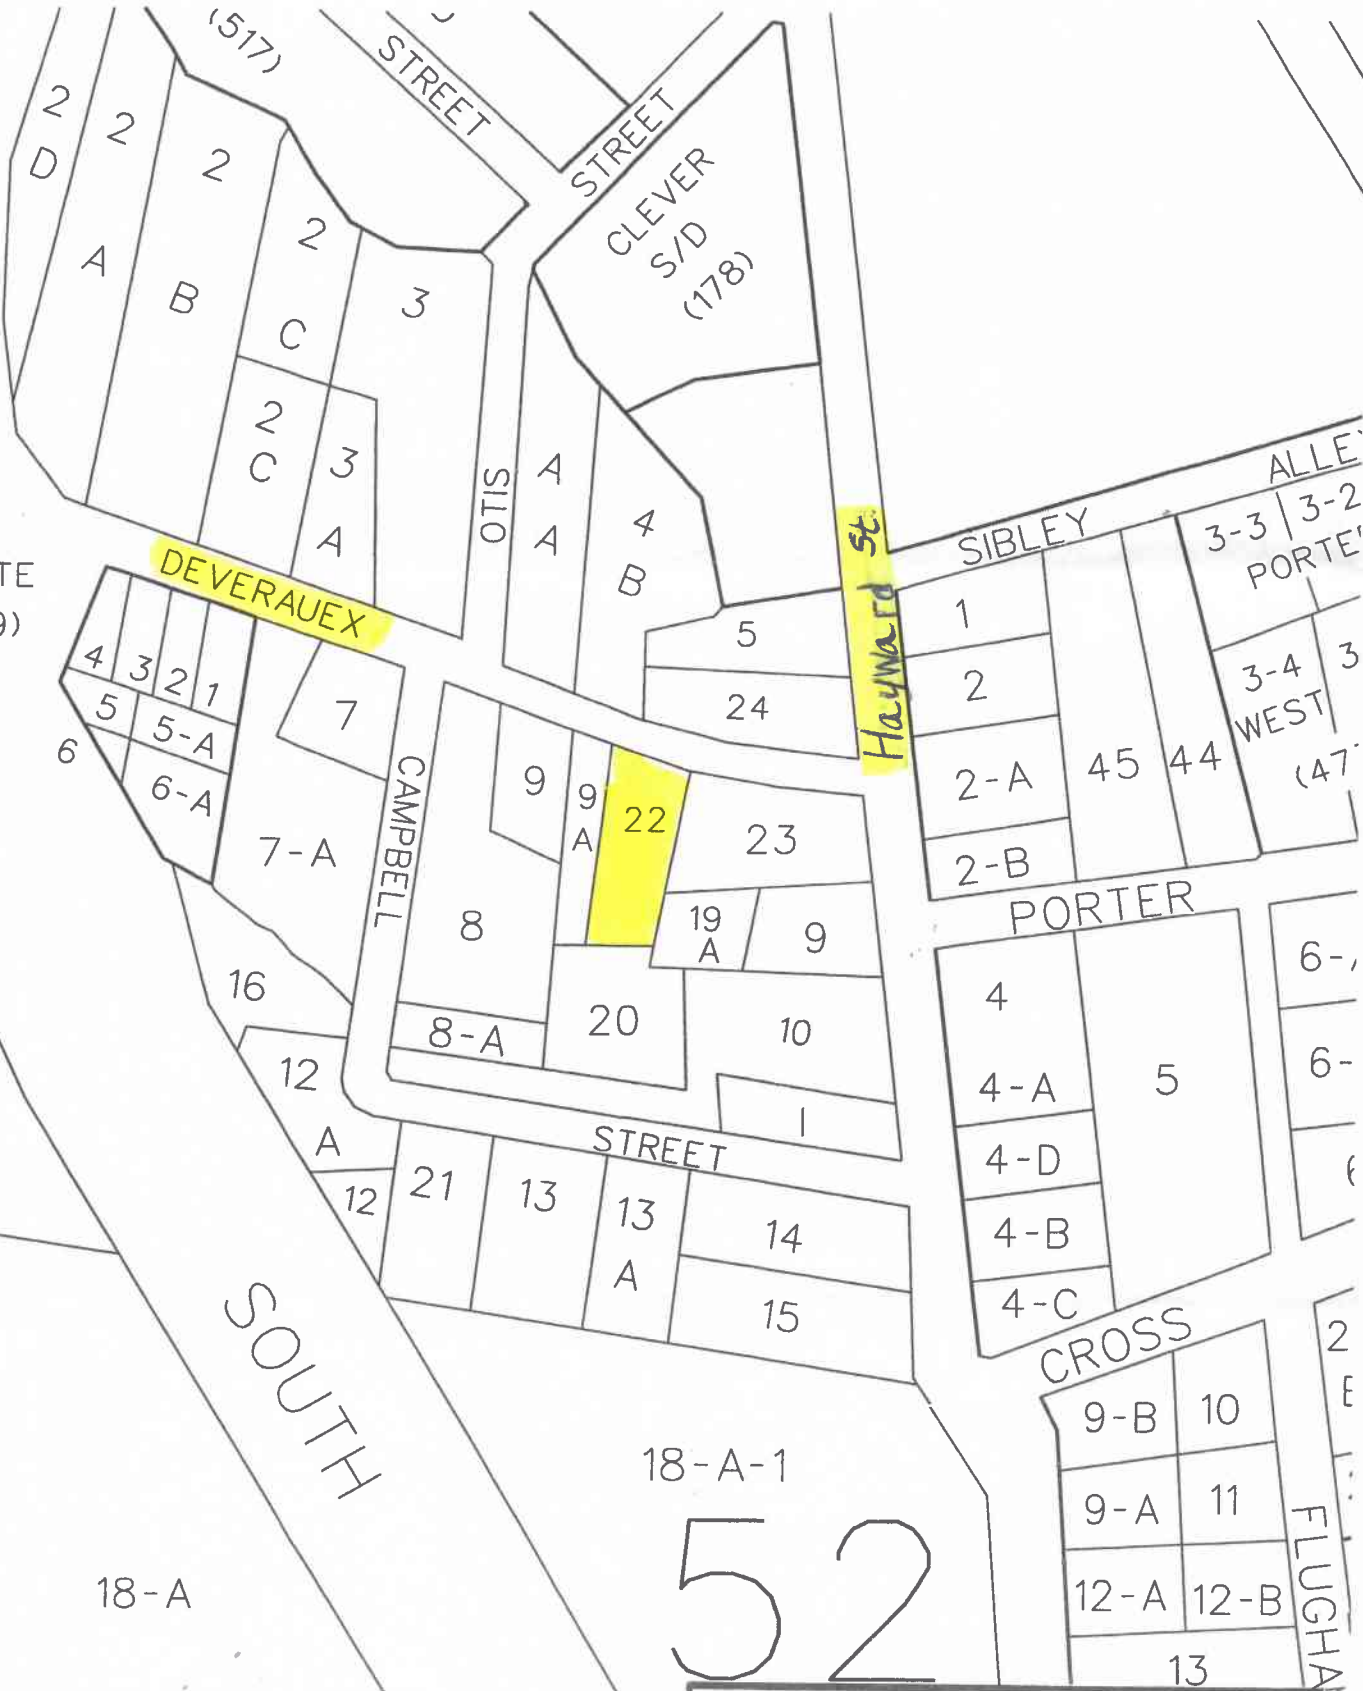 (517)
STREET
STREET
CLEVER
S/D
(178)
2
D
2
A
2
B
2
C
3
2
C
3
A
OTIS
A
A
4
B
Hayward St.
SIBLEY
ALLEY
3-3
3-2
3-4
WEST
DEVERAUEX
TE
9)
4
3
2
1
5
5-A
6
6-A
7
7-A
CAMPBELL
5
24
1
2
2-A
2-B
45
44
9
9
A
22
23
8
19
A
9
PORTER
16
8-A
20
10
4
4-A
5
6-
12
A
1
STREET
4-D
12
21
13
13
A
14
4-B
15
4-C
CROSS
SOUTH
9-B
10
18-A-1
9-A
11
52
18-A
12-A
12-B
13
FLUGHA